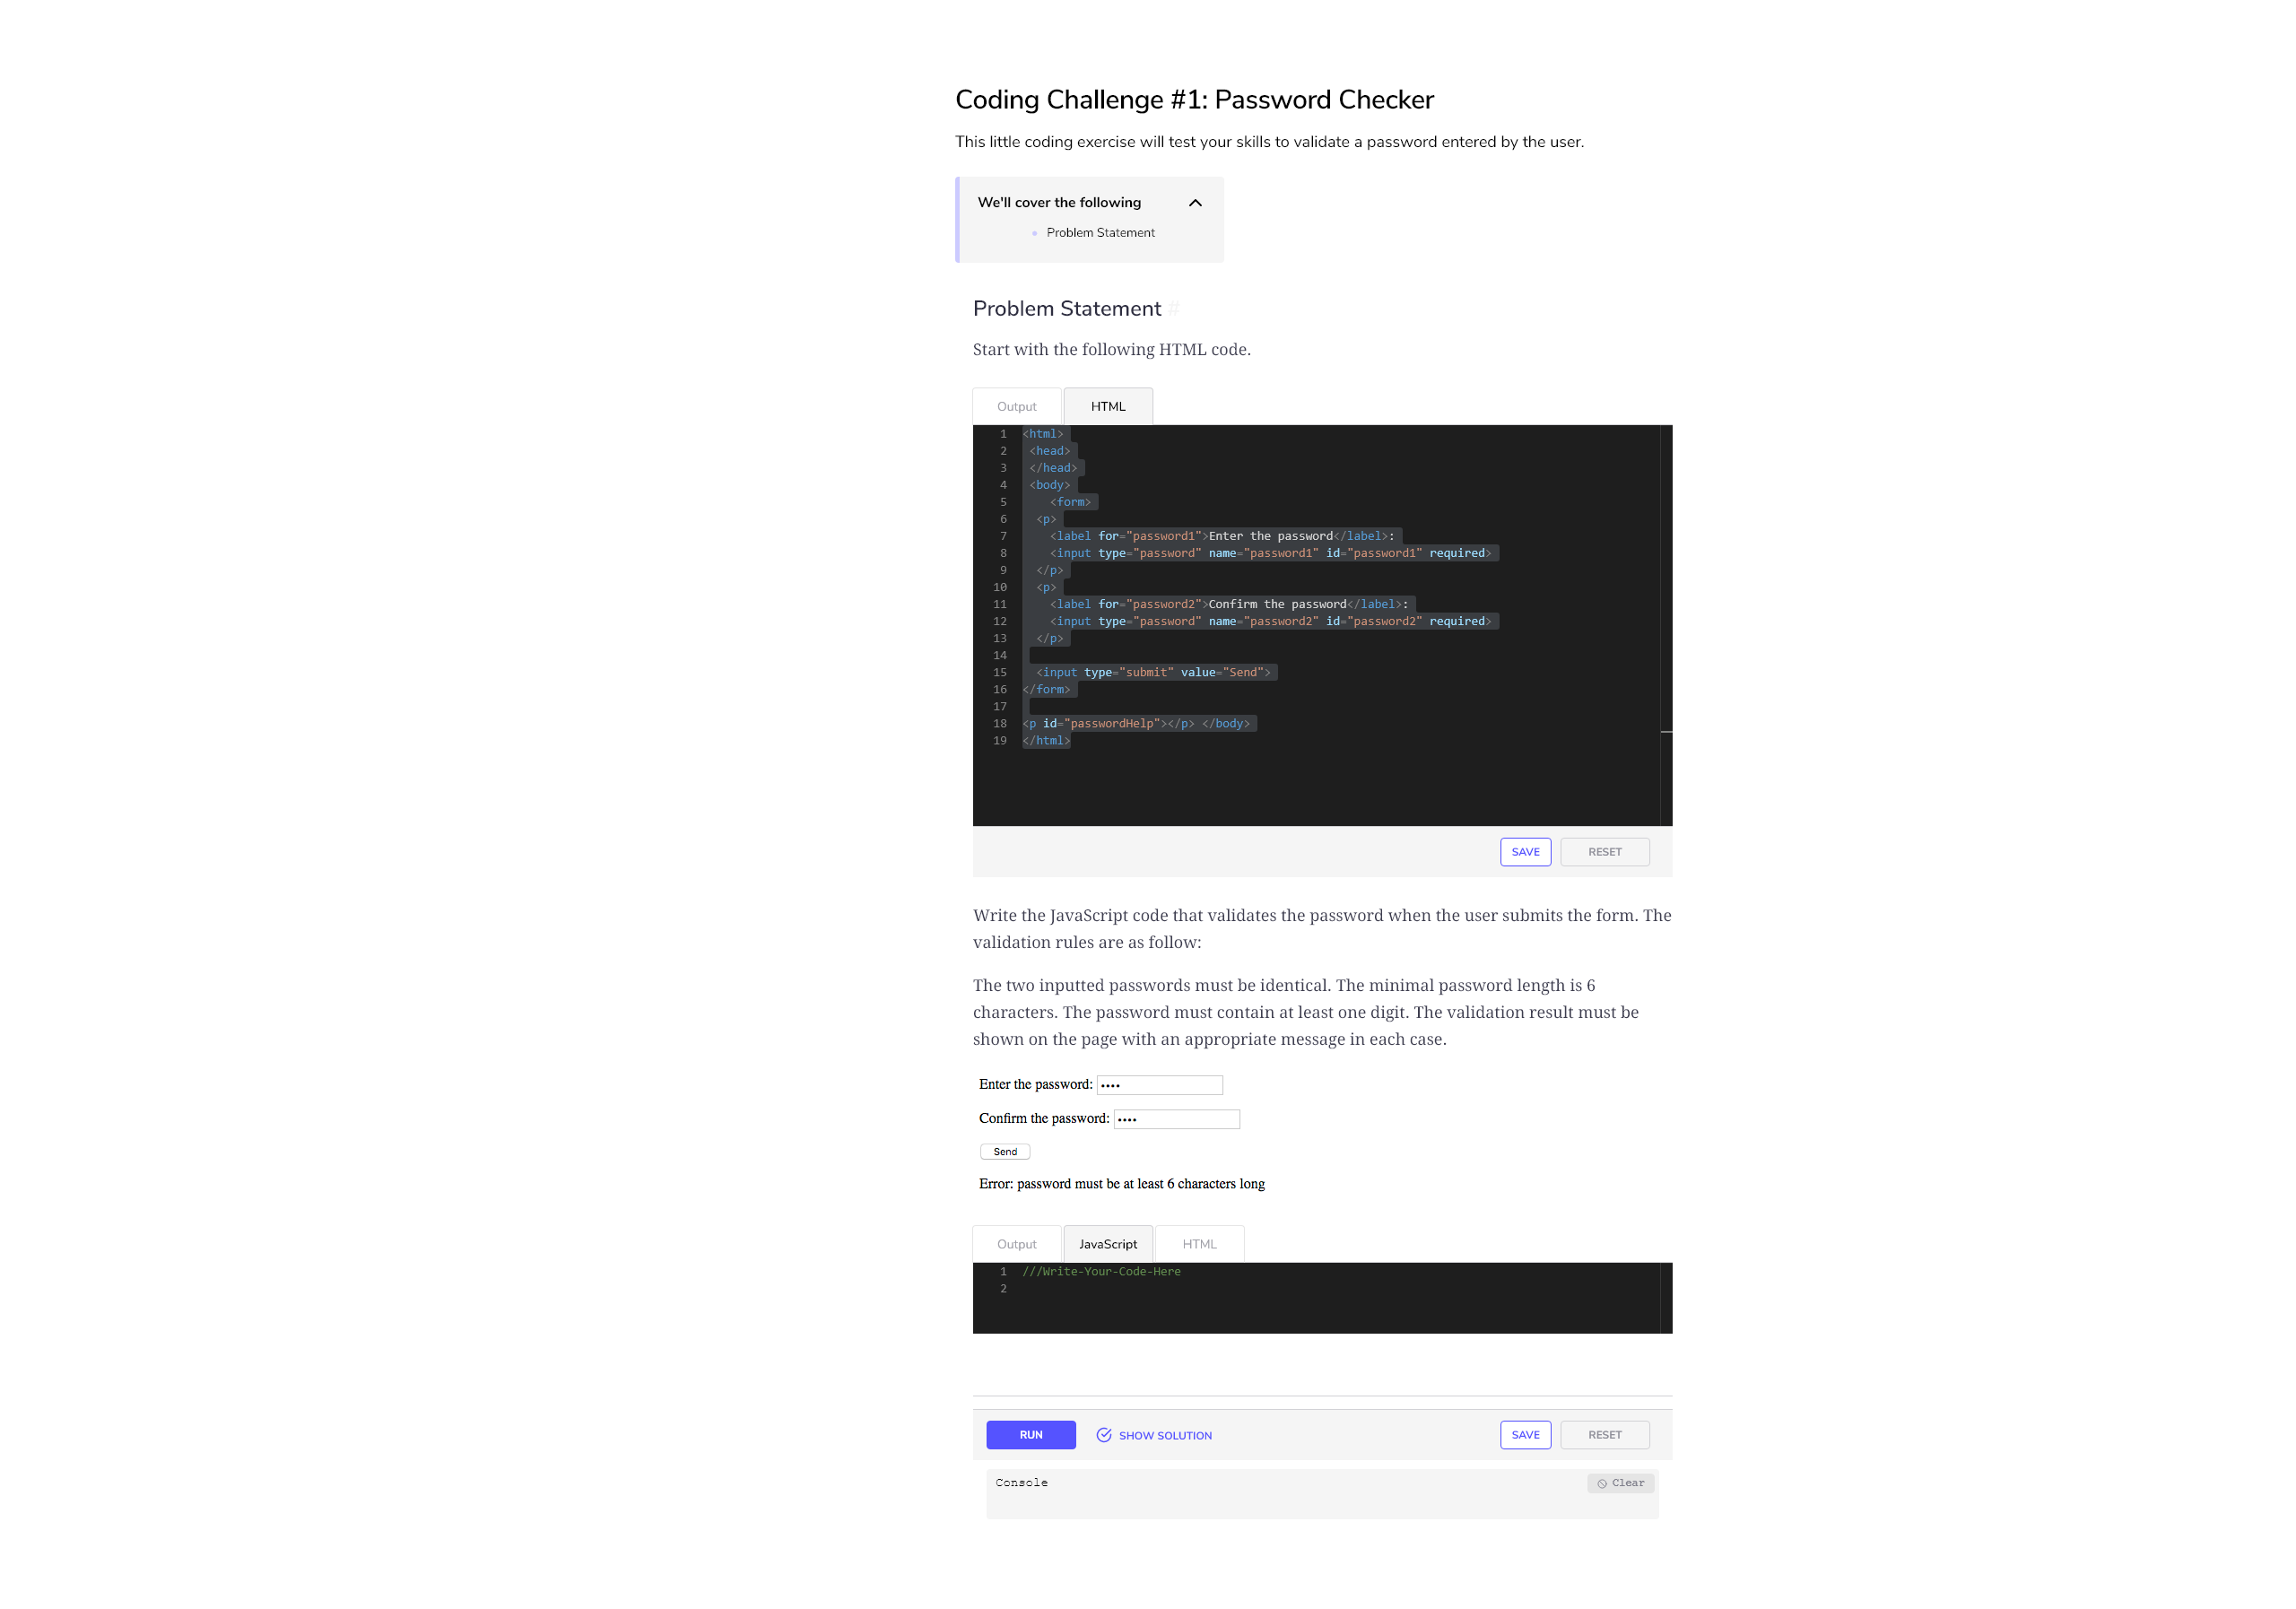 Coding Challenge #1: Password Checker
This little coding exercise will test your skills to validate a password entered by the user.
We'll cover the following
Problem Statement
Problem Statement #
Start with the following HTML code.
Output HTML
1 <html>
2  <head>
3  </head>
4  <body>
5     <form>
6   <p>
7     <label for="password1">Enter the password</label>:
8     <input type="password" name="password1" id="password1" required>
9   </p>
10   <p>
11     <label for="password2">Confirm the password</label>:
12     <input type="password" name="password2" id="password2" required>
13   </p>
14
15   <input type="submit" value="Send">
16 </form>
17
18 <p id="passwordHelp"></p> </body>
19 </html>
SAVE RESET
Write the JavaScript code that validates the password when the user submits the form. The
validation rules are as follow:
The two inputted passwords must be identical. The minimal password length is 6
characters. The password must contain at least one digit. The validation result must be
shown on the page with an appropriate message in each case.
Enter the password: ••••
Confirm the password: ••••
Send
Error: password must be at least 6 characters long
Output JavaScript HTML
1 ///Write-Your-Code-Here
2
RUN SHOW SOLUTION SAVE RESET
Console Clear